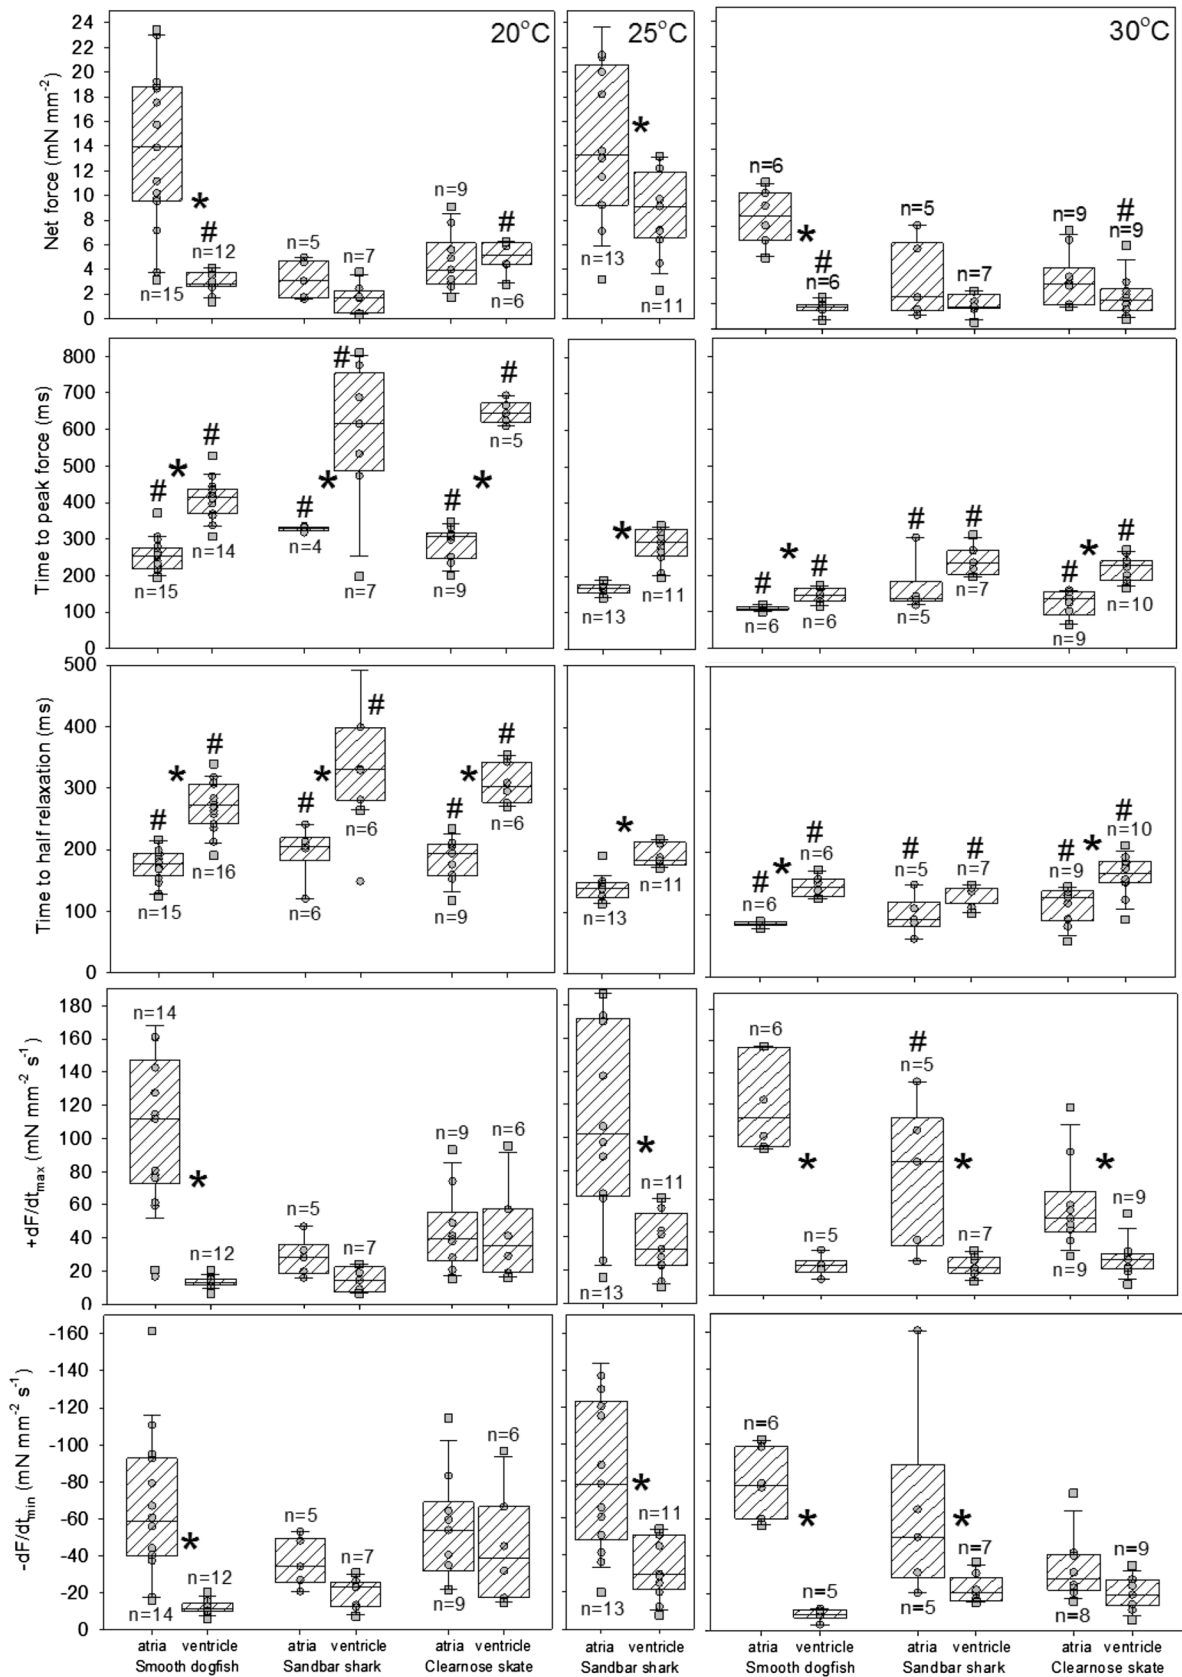 20°C
25°C
30°C
Net force (mN mm-2)
24
22
20
18
16
14
12
10
8
6
4
2
0
n=15
*
#
n=12
n=5
n=7
n=9
#
n=6
n=13
*
n=11
n=6
*
#
n=6
n=5
n=7
n=9
#
n=9
Time to peak force (ms)
800
700
600
500
400
300
200
100
0
#
n=15
*
#
n=14
#
n=4
*
#
n=7
#
n=9
*
#
n=5
n=13
*
n=11
#
n=6
*
#
n=6
#
n=5
#
n=7
#
n=9
*
#
n=10
Time to half relaxation (ms)
500
400
300
200
100
0
#
n=15
*
#
n=16
#
n=6
*
#
n=6
#
n=9
*
#
n=6
n=13
*
n=11
#
n=6
*
#
n=6
#
n=5
#
n=7
#
n=9
*
#
n=10
+dF/dtmax (mN mm-2 s-1)
180
160
140
120
100
80
60
40
20
0
n=14
*
n=12
n=5
n=7
n=9
n=6
n=13
*
n=11
n=6
*
n=5
#
n=5
*
n=7
n=9
*
n=9
-dF/dtmin (mN mm-2 s-1)
-160
-140
-120
-100
-80
-60
-40
-20
0
n=14
*
n=12
n=5
n=7
n=9
n=6
n=13
*
n=11
n=6
*
n=5
n=5
*
n=7
n=8
n=9
atria ventricle atria ventricle atria ventricle atria ventricle atria ventricle atria ventricle atria ventricle
Smooth dogfish Sandbar shark Clearnose skate Sandbar shark Smooth dogfish Sandbar shark Clearnose skate